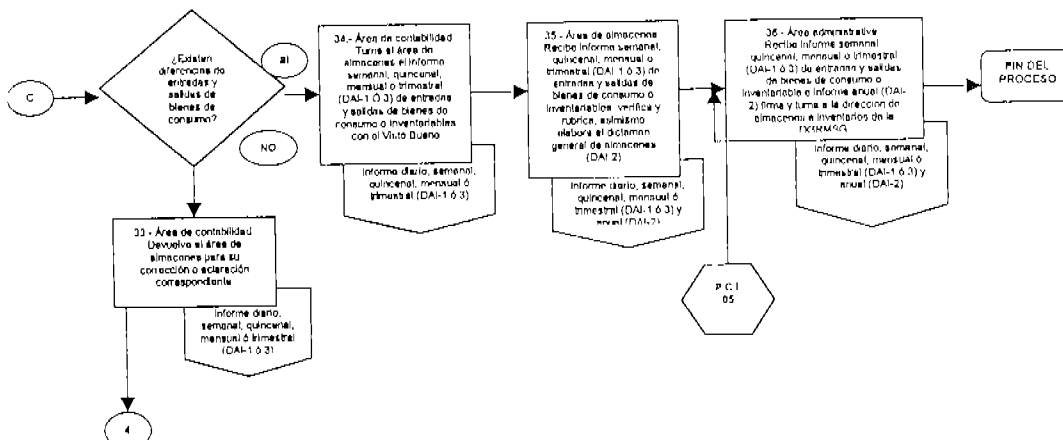 C
¿Existen
diferencias de
entradas y
salidas de
bienes de
consumo?
SI
NO
33.- Área de contabilidad
Devuelve al área de
almacenes para su
corrección o aclaración
correspondiente
Informe diario,
semanal, quincenal,
mensual ó trimestral
(DAI-1 ó 3)
4
34.- Área de contabilidad
Turna al área de
almacenes el informe
semanal, quincenal,
mensual o trimestral
(DAI-1 Ó 3) de entradas
y salidas de bienes de
consumo o inventariables
con el Visto Bueno
Informe diario, semanal,
quincenal, mensual ó
trimestral (DAI-1 ó 3)
35.- Área de almacenes
Recibe informe semanal,
quincenal, mensual o
trimestral (DAI-1 ó 3) de
entradas y salidas de
bienes de consumo ó
inventariables, verifica y
rubrica, asimismo
elabora el dictamen
general de almacenes
(DAI-2)
Informe diario, semanal,
quincenal, mensual ó
trimestral (DAI-1 ó 3) y
anual (DAI-2)
36.- Área administrativa
Recibe informe semanal
quincenal, mensual o trimestral
(DAI-1 ó 3) de entradas y salidas
de bienes de consumo o
inventariable o informe anual (DAI-
2) firma y turna a la dirección de
almacenes e inventarios de la
Informe diario, semanal,
quincenal, mensual ó
trimestral (DAI-1 ó 3) y
anual (DAI-2)
P.C.I.
05
FIN DEL
PROCESO